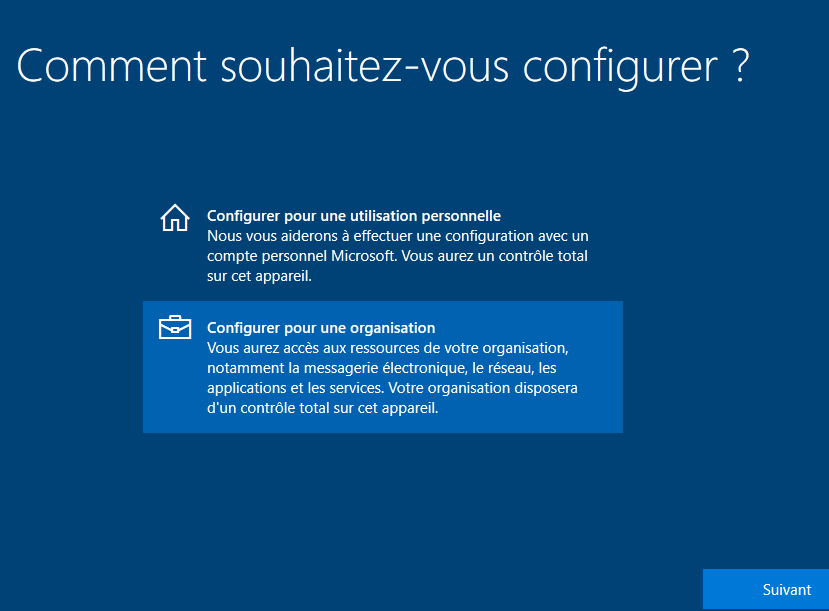 Comment souhaitez-vous configurer ?
Configurer pour une utilisation personnelle
Nous vous aiderons à effectuer une configuration avec un
compte personnel Microsoft. Vous aurez un contrôle total
sur cet appareil.
Configurer pour une organisation
Vous aurez accès aux ressources de votre organisation,
notamment la messagerie électronique, le réseau, les
applications et les services. Votre organisation disposera
d'un contrôle total sur cet appareil.
Suivant